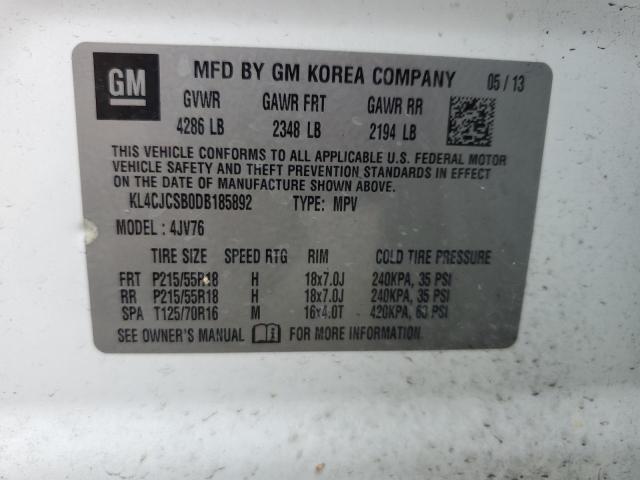 GM MFD BY GM KOREA COMPANY 05 / 13
GVWR GAWR FRT GAWR RR
4286 LB 2348 LB 2194 LB
THIS VEHICLE CONFORMS TO ALL APPLICABLE U.S. FEDERAL MOTOR
VEHICLE SAFETY AND THEFT PREVENTION STANDARDS IN EFFECT
ON THE DATE OF MANUFACTURE SHOWN ABOVE.
KL4CJCSB0DB185892 TYPE: MPV
MODEL : 4JV76
TIRE SIZE SPEED RTG RIM COLD TIRE PRESSURE
FRT P215/55R18 H 18x7.0J 240KPA, 35 PSI
RR P215/55R18 H 18x7.0J 240KPA, 35 PSI
SPA T125/70R16 M 16x4.0T 420KPA, 60 PSI
SEE OWNER'S MANUAL FOR MORE INFORMATION.